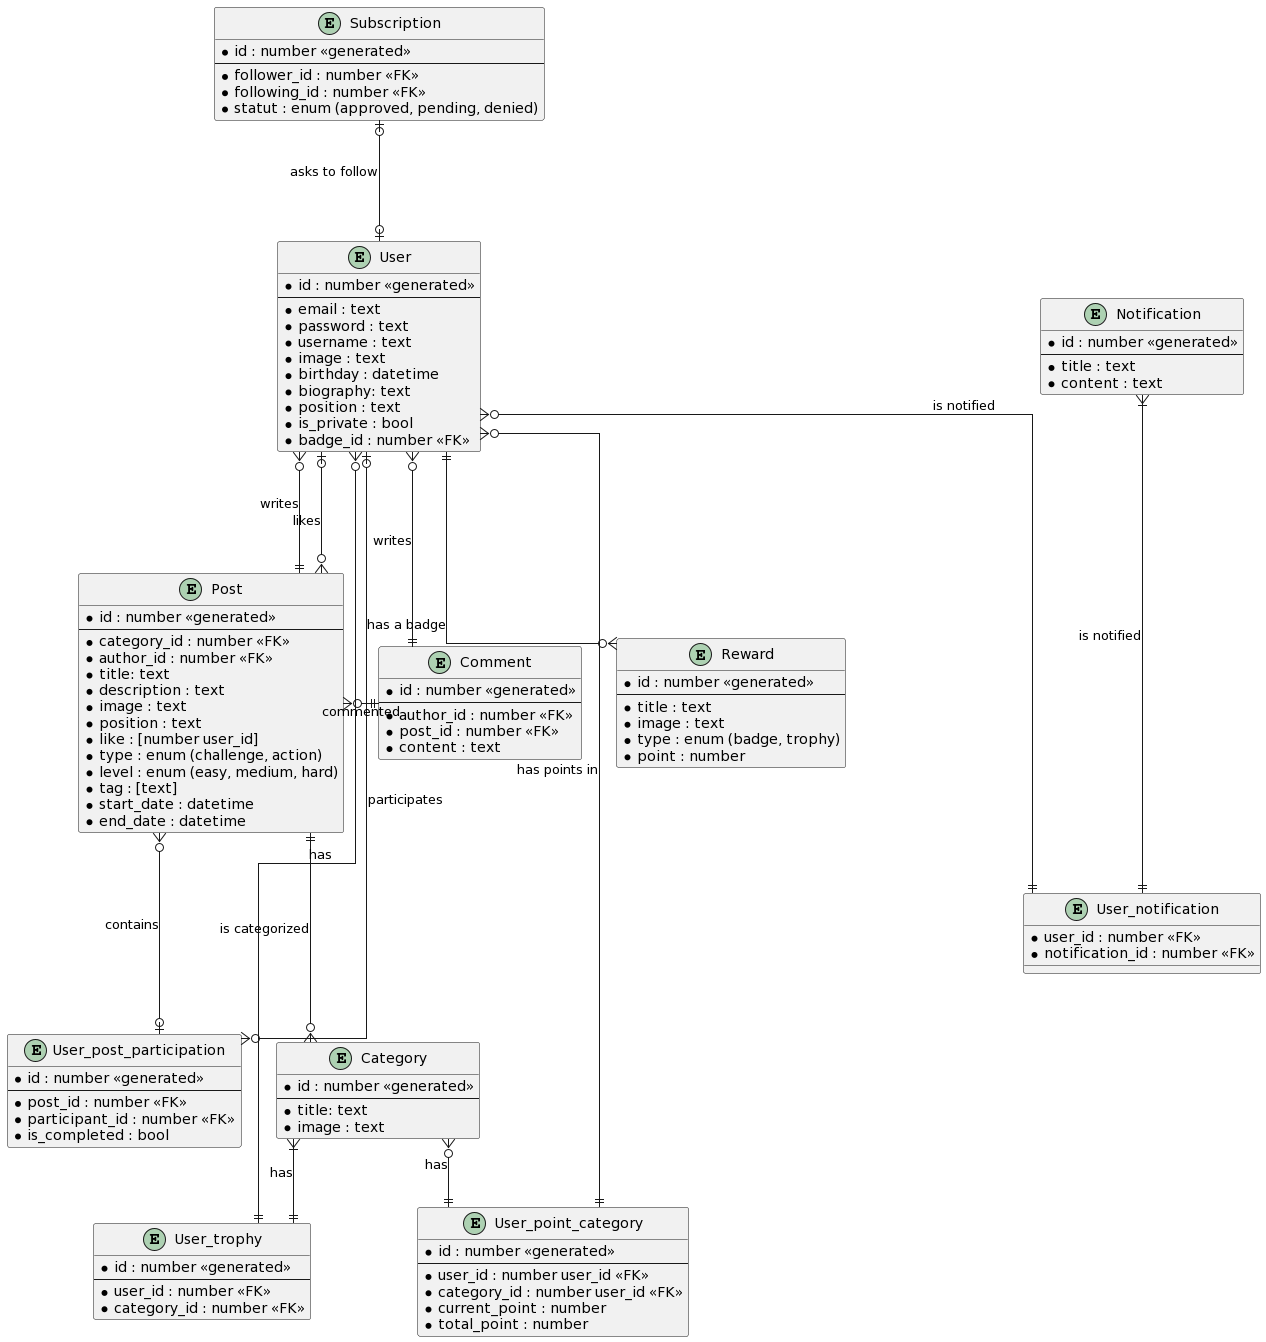 E Subscription
id : number «generated»
follower_id : number «FK»
following_id : number «FK»
statut : enum (approved, pending, denied)
asks to follow
E User
id : number «generated»
email : text
password : text
username : text
image : text
birthday : datetime
biography: text
position : text
is_private : bool
badge_id : number «FK»
E Notification
id : number «generated»
title : text
content : text
is notified
writes
likes
writes
has a badge
is notified
E Post
id : number «generated»
category_id : number «FK»
author_id : number «FK»
title: text
description : text
image : text
position : text
like : [number user_id]
type : enum (challenge, action)
level : enum (easy, medium, hard)
tag : [text]
start_date : datetime
end_date : datetime
commented
E Comment
id : number «generated»
author_id : number «FK»
post_id : number «FK»
content : text
E Reward
id : number «generated»
title : text
image : text
type : enum (badge, trophy)
point : number
has points in
participates
has
contains
is categorized
E User_notification
user_id : number «FK»
notification_id : number «FK»
E User_post_participation
id : number «generated»
post_id : number «FK»
participant_id : number «FK»
is_completed : bool
E Category
id : number «generated»
title: text
image : text
has
has
E User_trophy
id : number «generated»
user_id : number «FK»
category_id : number «FK»
E User_point_category
id : number «generated»
user_id : number user_id «FK»
category_id : number user_id «FK»
current_point : number
total_point : number